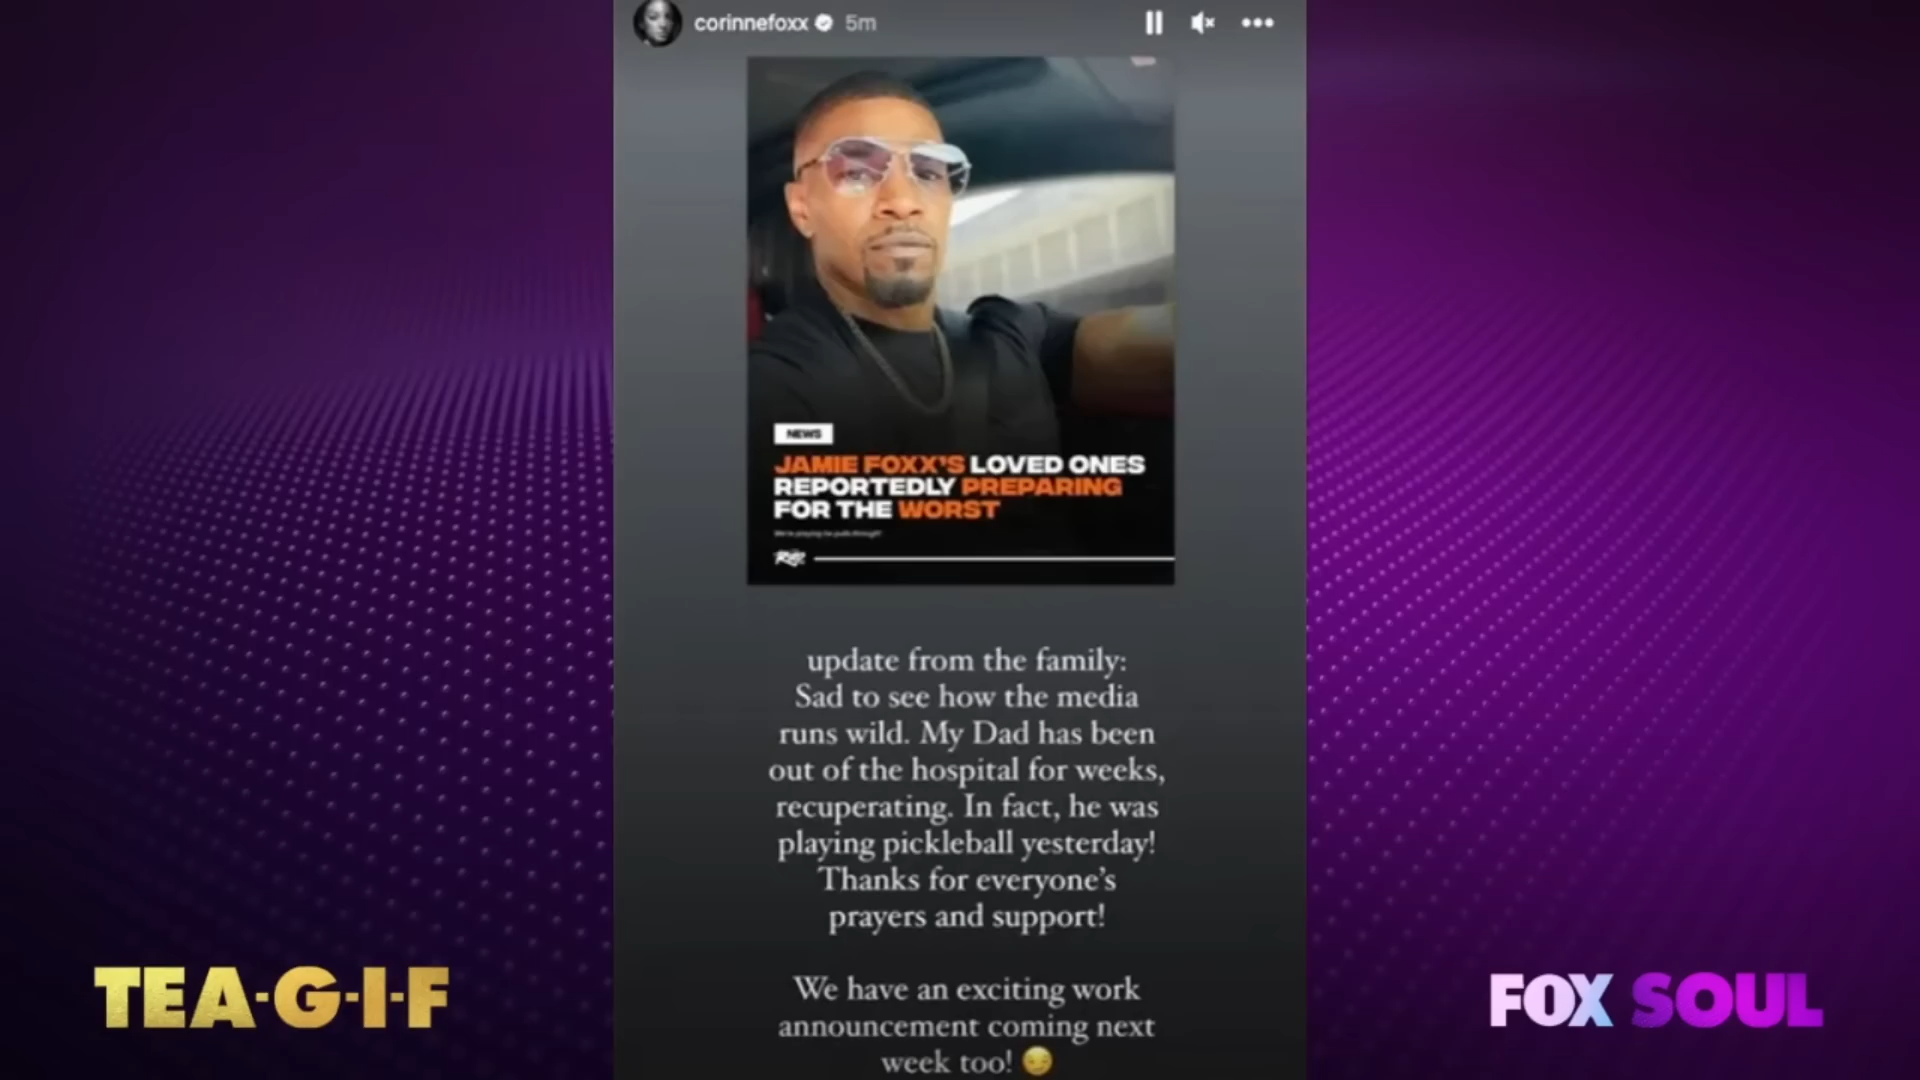 corinnefoxx 5m
NEWS
JAMIE FOXX'S LOVED ONES
REPORTEDLY PREPARING
FOR THE WORST
update from the family:
Sad to see how the media
runs wild. My Dad has been
out of the hospital for weeks,
recuperating. In fact, he was
playing pickleball yesterday!
Thanks for everyone's
prayers and support!
We have an exciting work
announcement coming next
week too! 😏
TEA-G-I-F
FOX SOUL